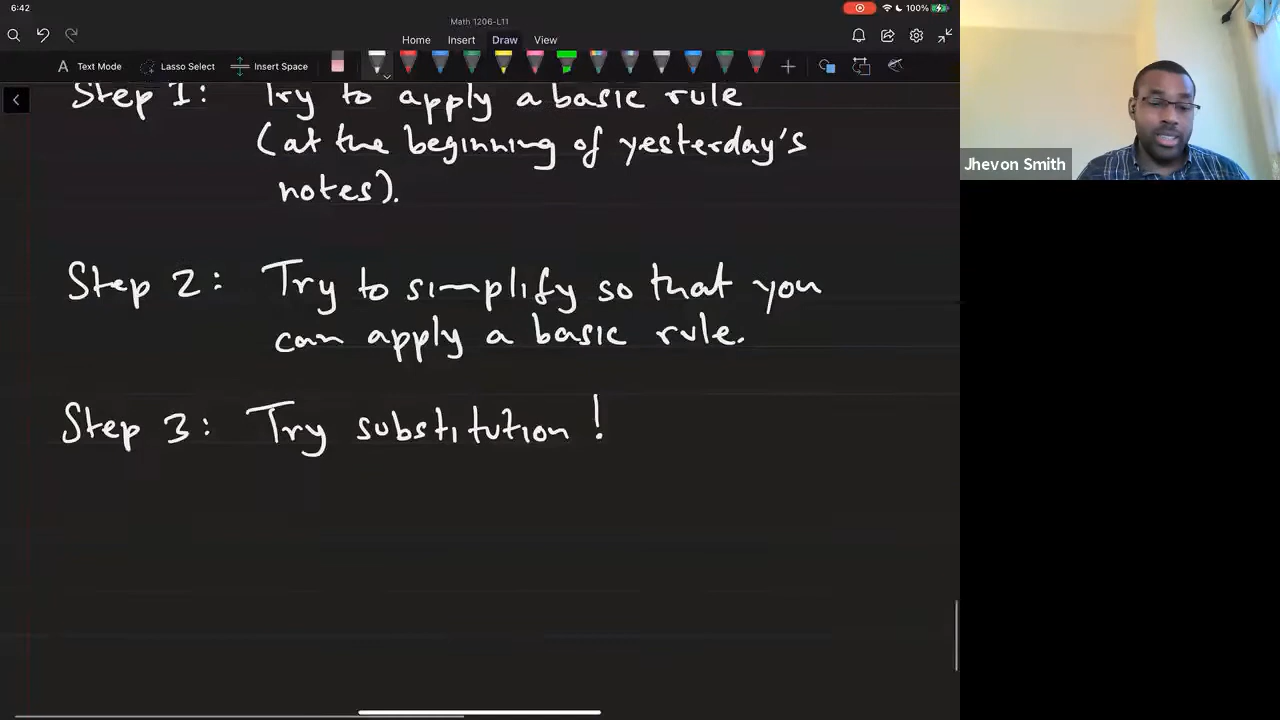 6:42
100%
Math 1206-L11
Home Insert Draw View
Text Mode Lasso Select Insert Space
Step 1: Try to apply a basic rule
(at the beginning of yesterday's
notes).
Step 2: Try to simplify so that you
can apply a basic rule.
Step 3: Try substitution!
Jhevon Smith